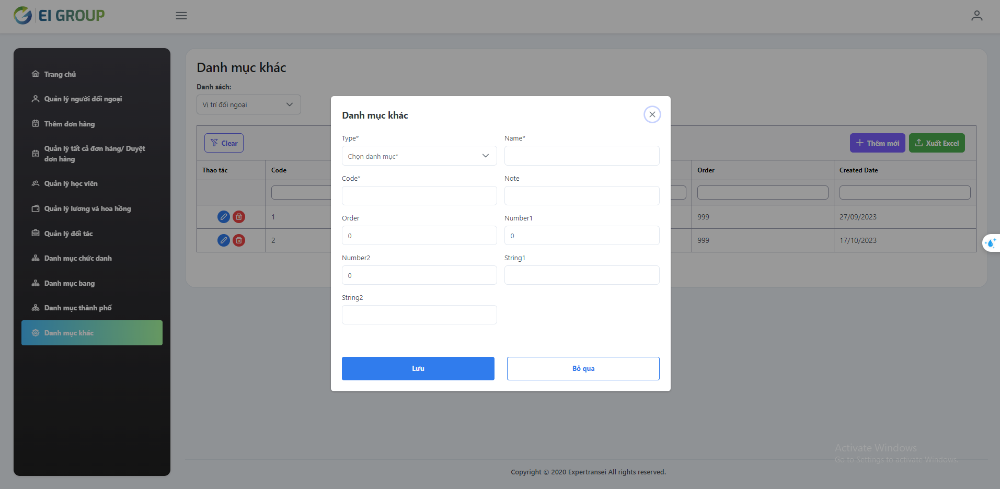 EI GROUP
Trang chủ
Quản lý người đối ngoại
Thêm đơn hàng
Quản lý tất cả đơn hàng/ Duyệt
đơn hàng
Quản lý học viên
Quản lý lương và hoa hồng
Quản lý đối tác
Danh mục chức danh
Danh mục bang
Danh mục thành phố
Danh mục khác
Danh mục khác
Danh sách:
Vị trí đối ngoại
Clear
Thêm mới
Xuất Excel
Thao tác
Code
Order
Created Date
1
999
27/09/2023
2
999
17/10/2023
Danh mục khác
Type*
Name*
Chọn danh mục*
Code*
Note
Order
Number1
0
0
Number2
String1
0
String2
Lưu
Bỏ qua
Activate Windows
Go to Settings to activate Windows.
Copyright © 2020 Expertransei All rights reserved.